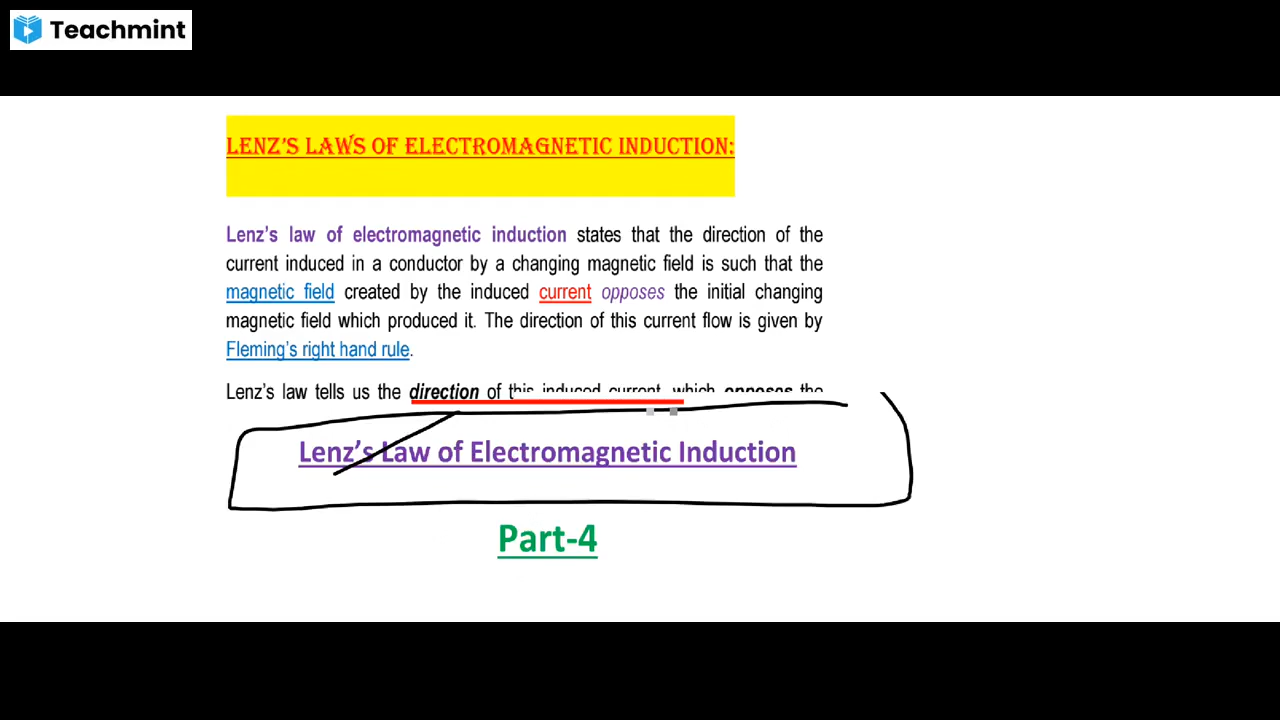 Teachmint
LENZ'S LAWS OF ELECTROMAGNETIC INDUCTION:
Lenz's law of electromagnetic induction states that the direction of the
current induced in a conductor by a changing magnetic field is such that the
magnetic field created by the induced current opposes the initial changing
magnetic field which produced it. The direction of this current flow is given by
Fleming's right hand rule.
Lenz's law tells us the direction of this induced current, which opposes the
Lenz's Law of Electromagnetic Induction
Part-4